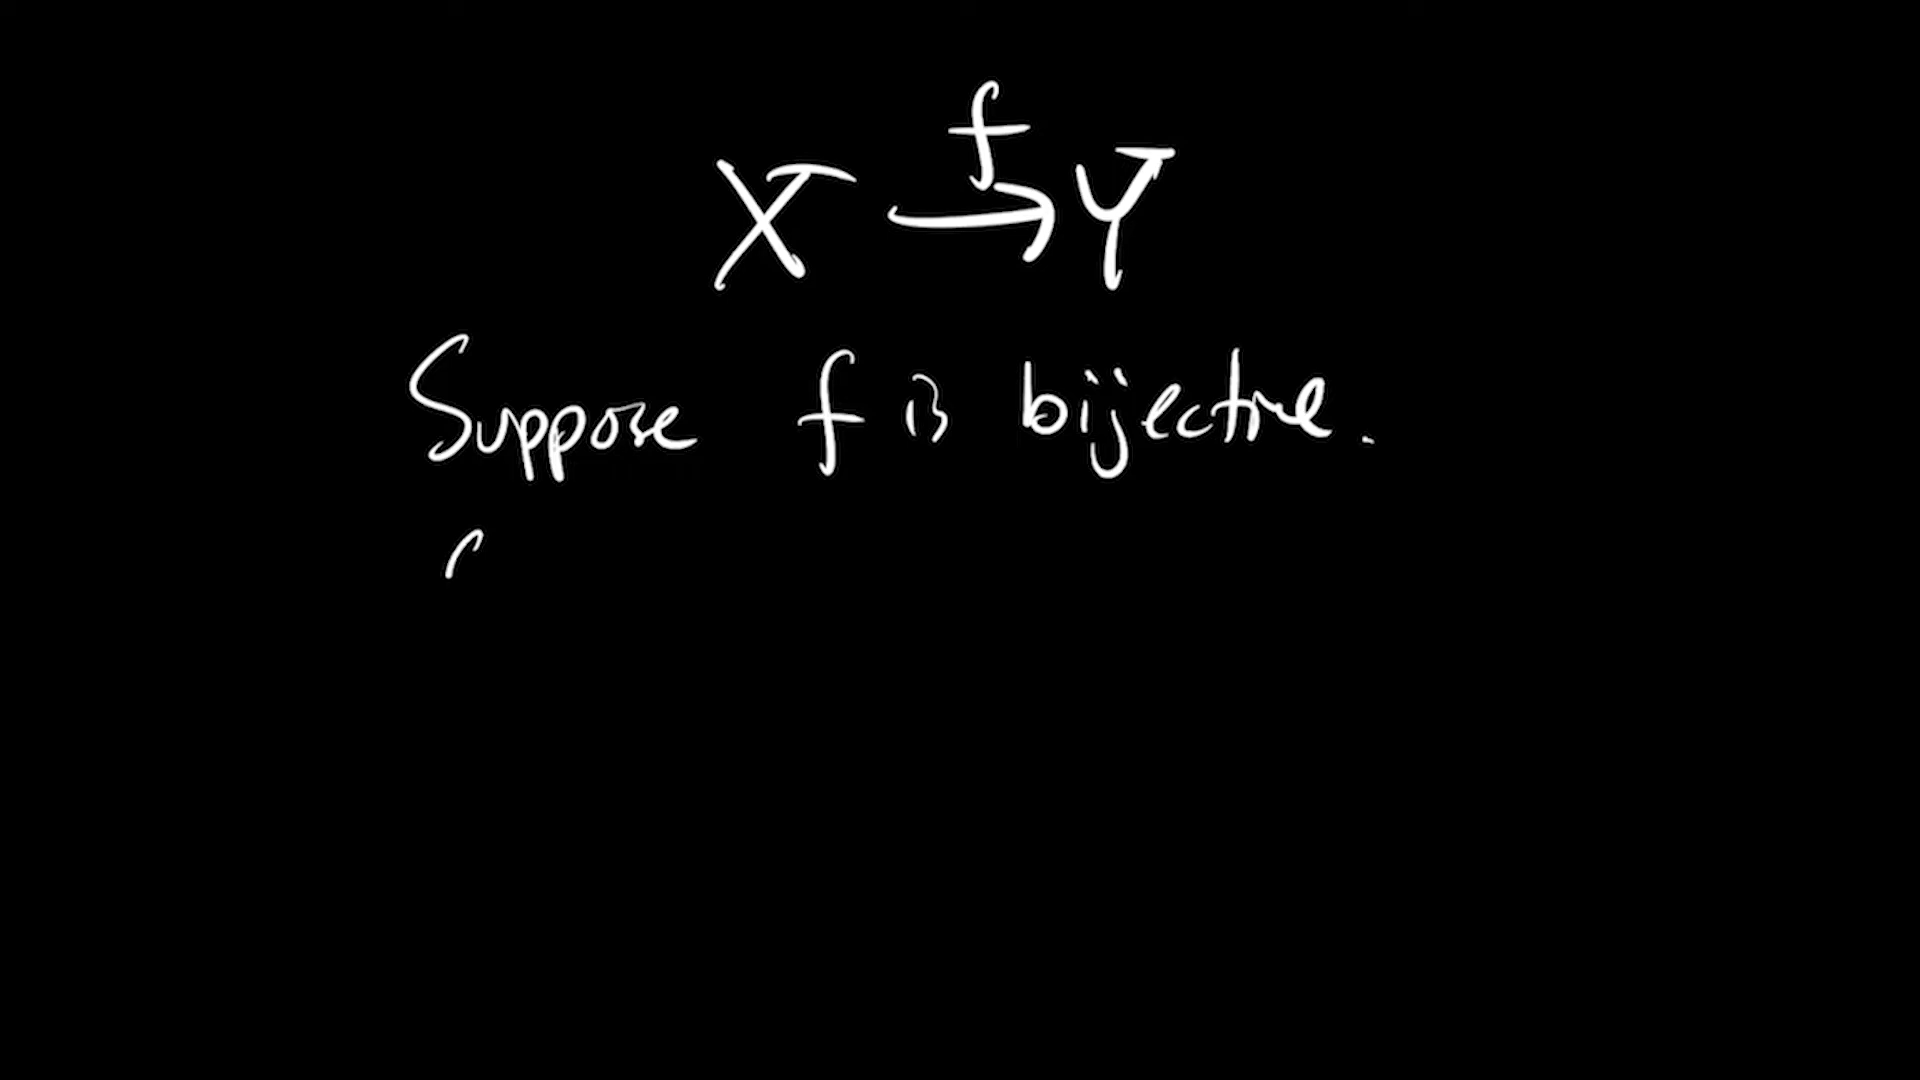 X →^f Y
Suppose f is bijective.